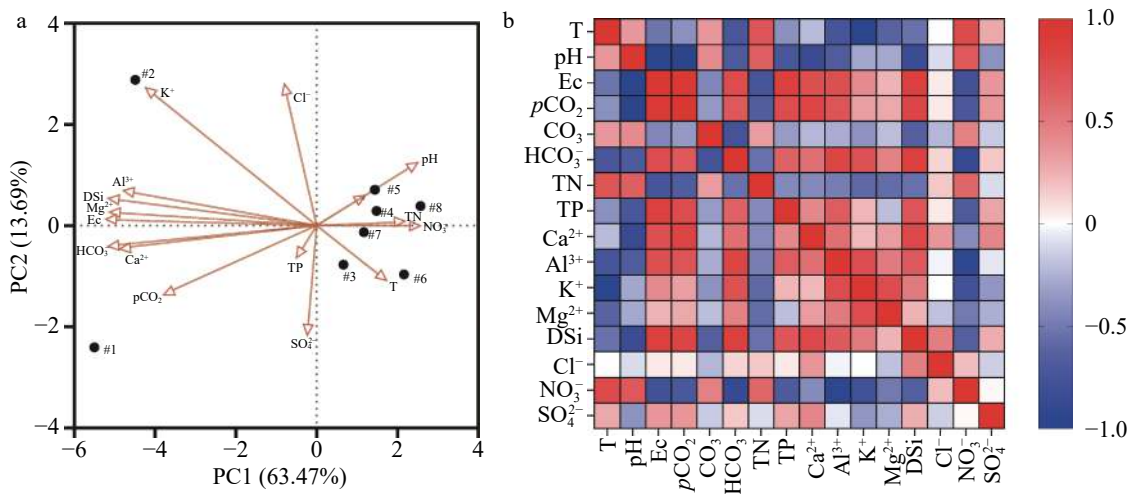 a
PC2 (13.69%)
4
2
0
−2
−4
−6
−4
−2
0
2
4
PC1 (63.47%)
#2
K⁺
Cl⁻
pH
Al³⁺
DSi
Mg²⁺
Ec
HCO₃⁻
Ca²⁺
pCO₂
#5
#4
#8
TN
NO₃⁻
#7
TP
#3
#6
T
SO₄²⁻
#1
b
T
pH
Ec
pCO₂
CO₃
HCO₃⁻
TN
TP
Ca²⁺
Al³⁺
K⁺
Mg²⁺
DSi
Cl⁻
NO₃⁻
SO₄²⁻
T
pH
Ec
pCO₂
CO₃
HCO₃⁻
TN
TP
Ca²⁺
Al³⁺
K⁺
Mg²⁺
DSi
Cl⁻
NO₃⁻
SO₄²⁻
1.0
0.5
0
−0.5
−1.0